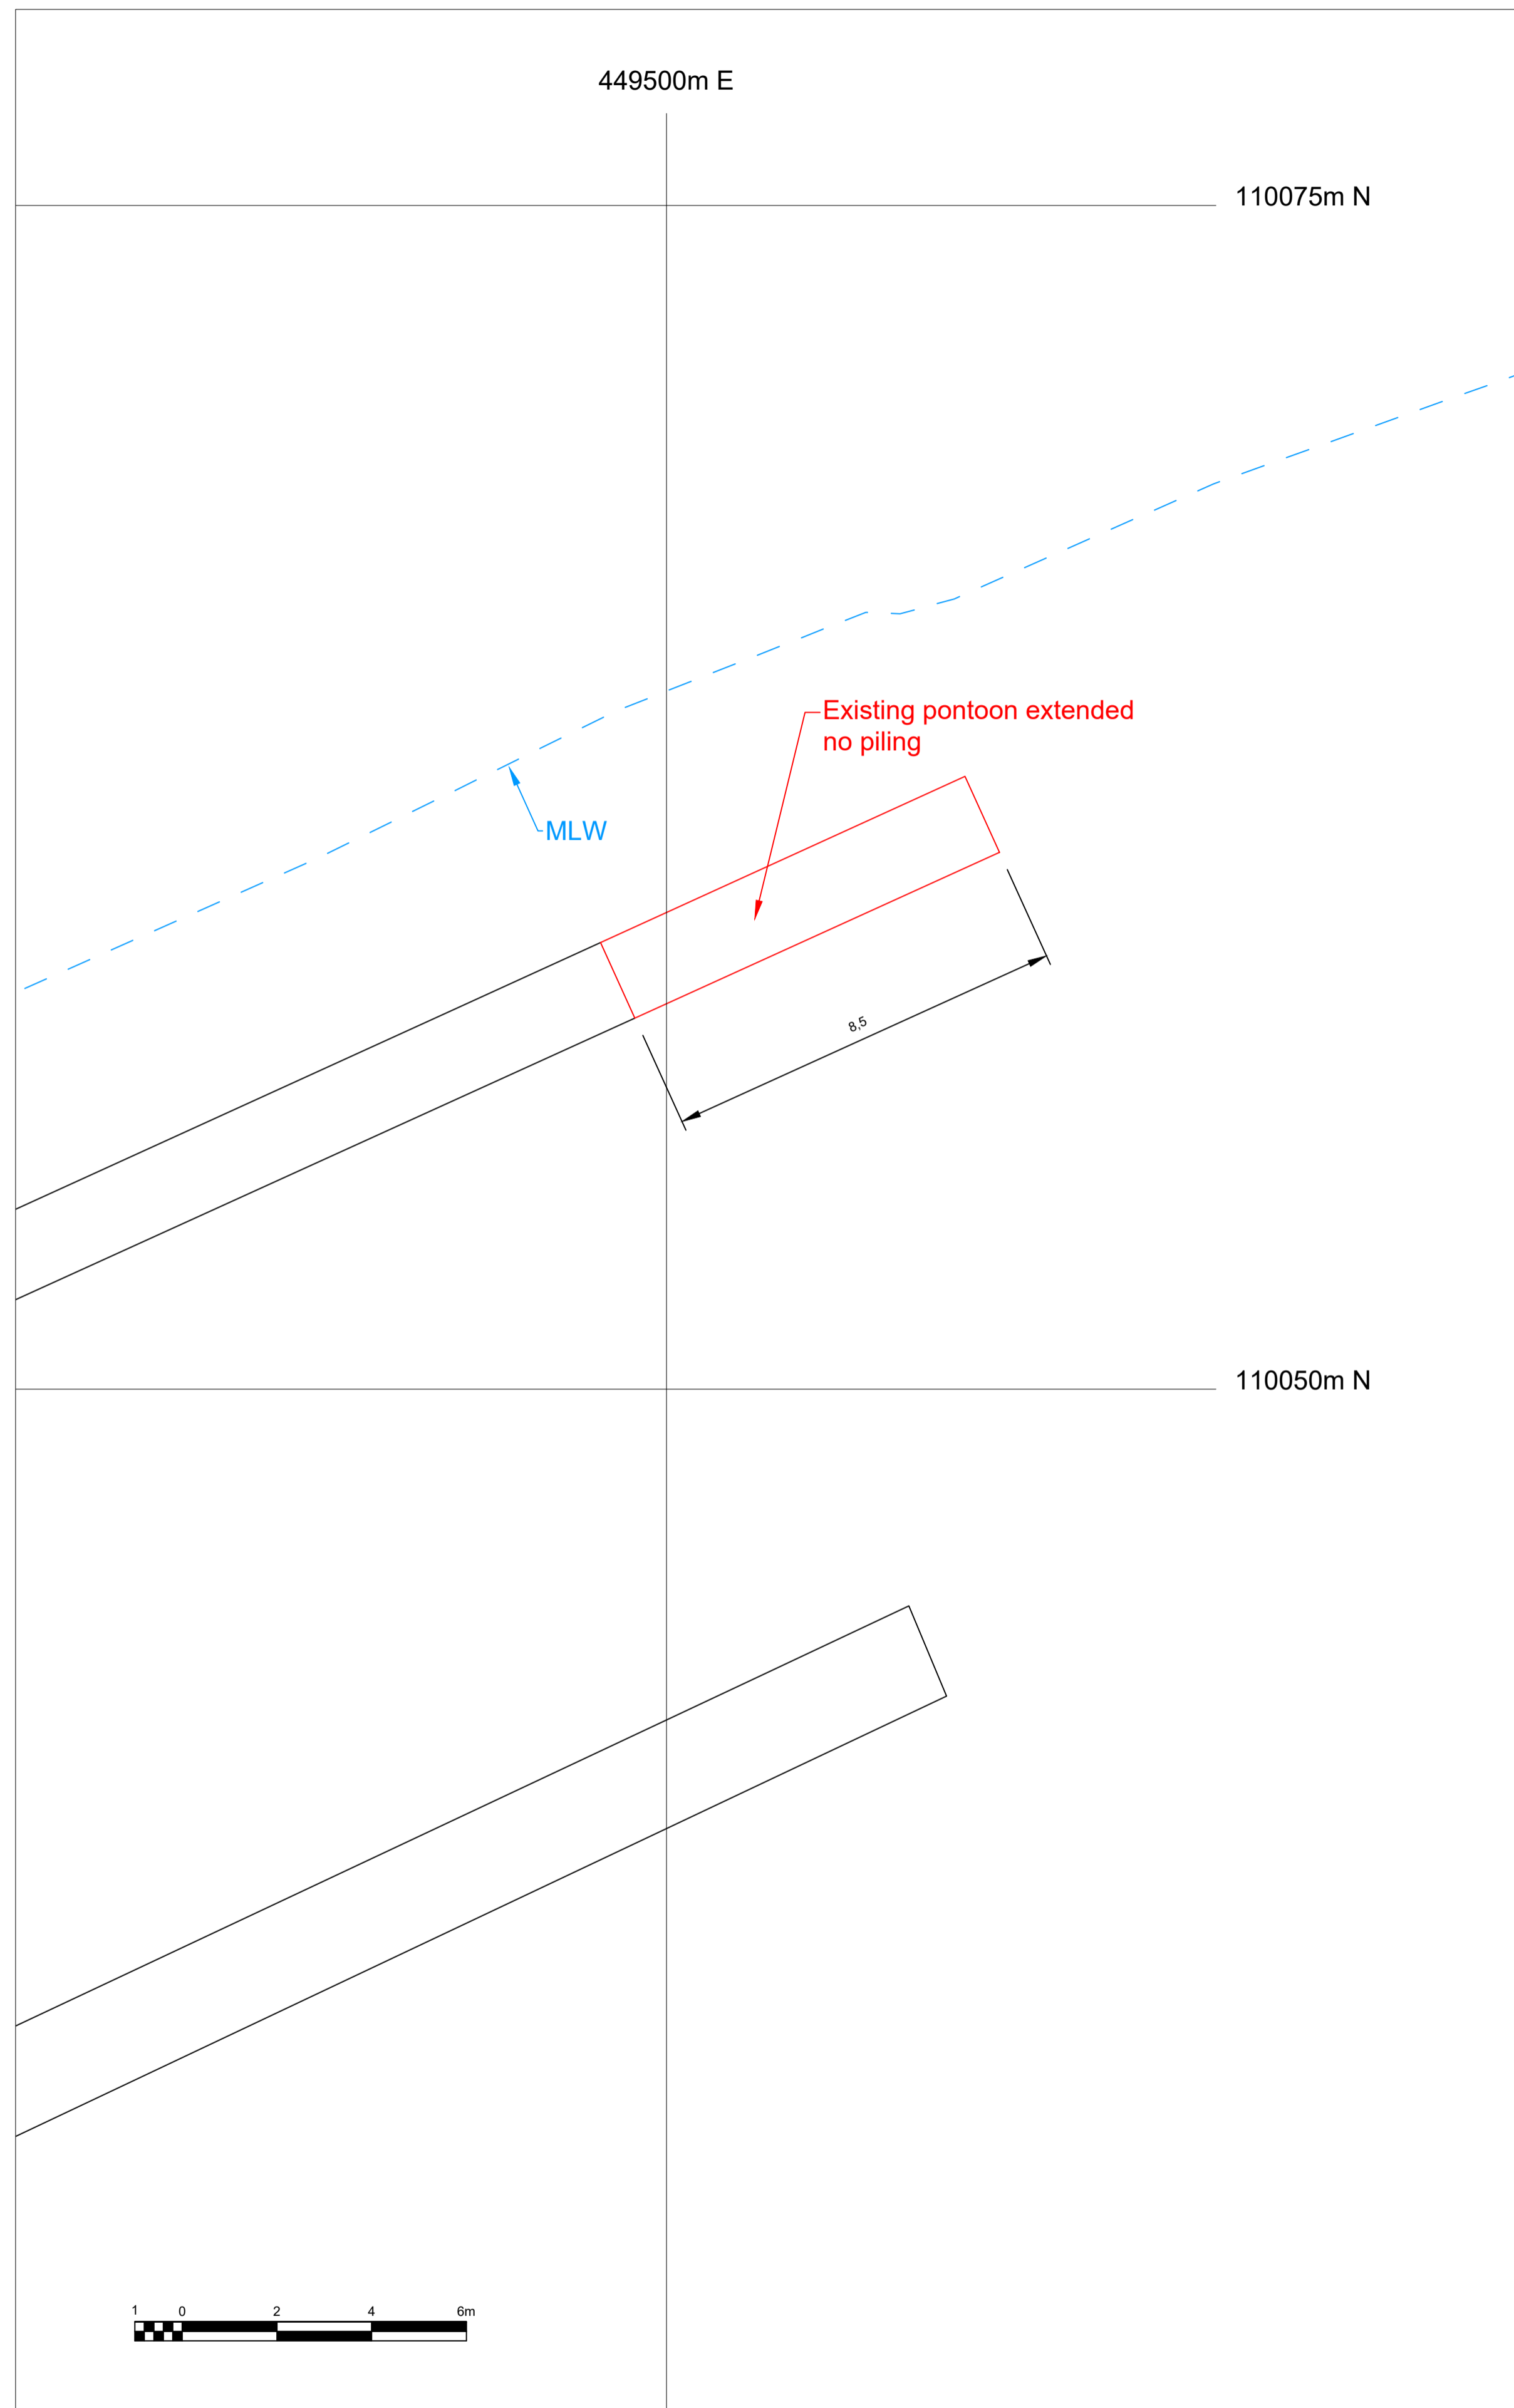 449500m E
110075m N
Existing pontoon extended
no piling
MLW
8,5
110050m N
1 0 2 4 6m